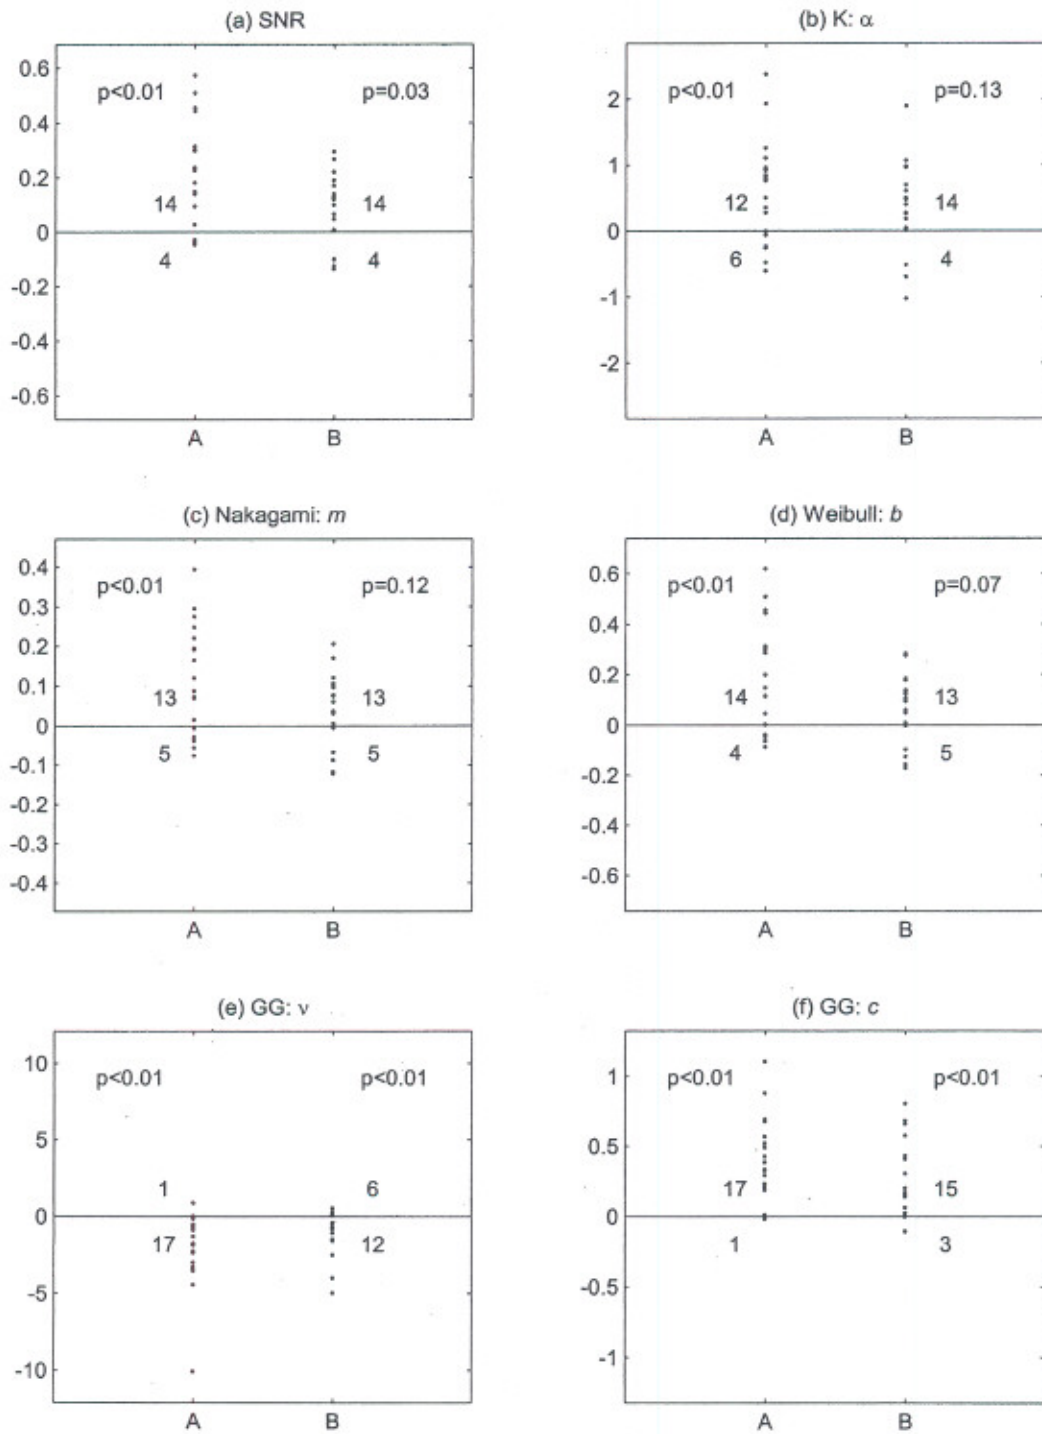 (a) SNR
0.6
0.4
0.2
0
-0.2
-0.4
-0.6
p<0.01
p=0.03
14
14
4
4
A
B
(b) K: α
2
1
0
-1
-2
p<0.01
p=0.13
12
14
6
4
A
B
(c) Nakagami: m
0.4
0.3
0.2
0.1
0
-0.1
-0.2
-0.3
-0.4
p<0.01
p=0.12
13
13
5
5
A
B
(d) Weibull: b
0.6
0.4
0.2
0
-0.2
-0.4
-0.6
p<0.01
p=0.07
14
13
4
5
A
B
(e) GG: ν
10
5
0
-5
-10
p<0.01
p<0.01
1
6
17
12
A
B
(f) GG: c
1
0.5
0
-0.5
-1
p<0.01
p<0.01
17
15
1
3
A
B